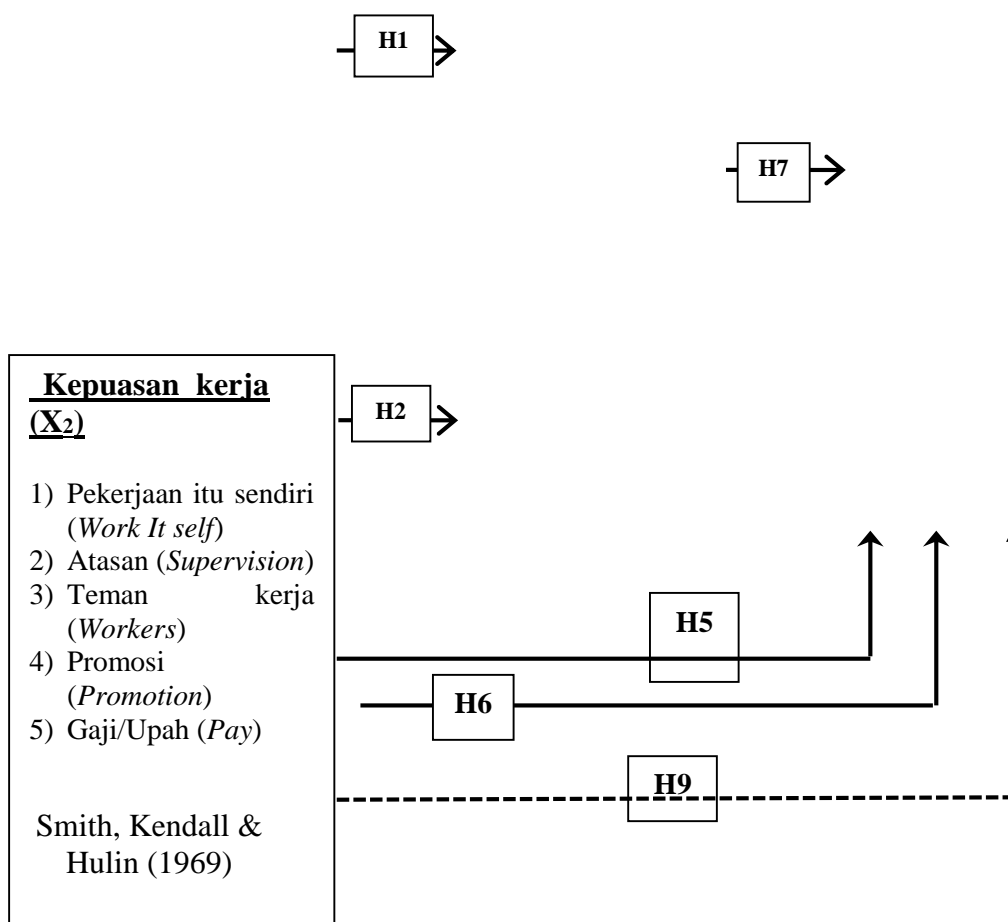 H1
H7
Kepuasan kerja
(X2)
H2
1) Pekerjaan itu sendiri
(Work It self)
2) Atasan (Supervision)
3) Teman kerja
(Workers)
4) Promosi
(Promotion)
5) Gaji/Upah (Pay)
H5
H6
H9
Smith, Kendall &
Hulin (1969)